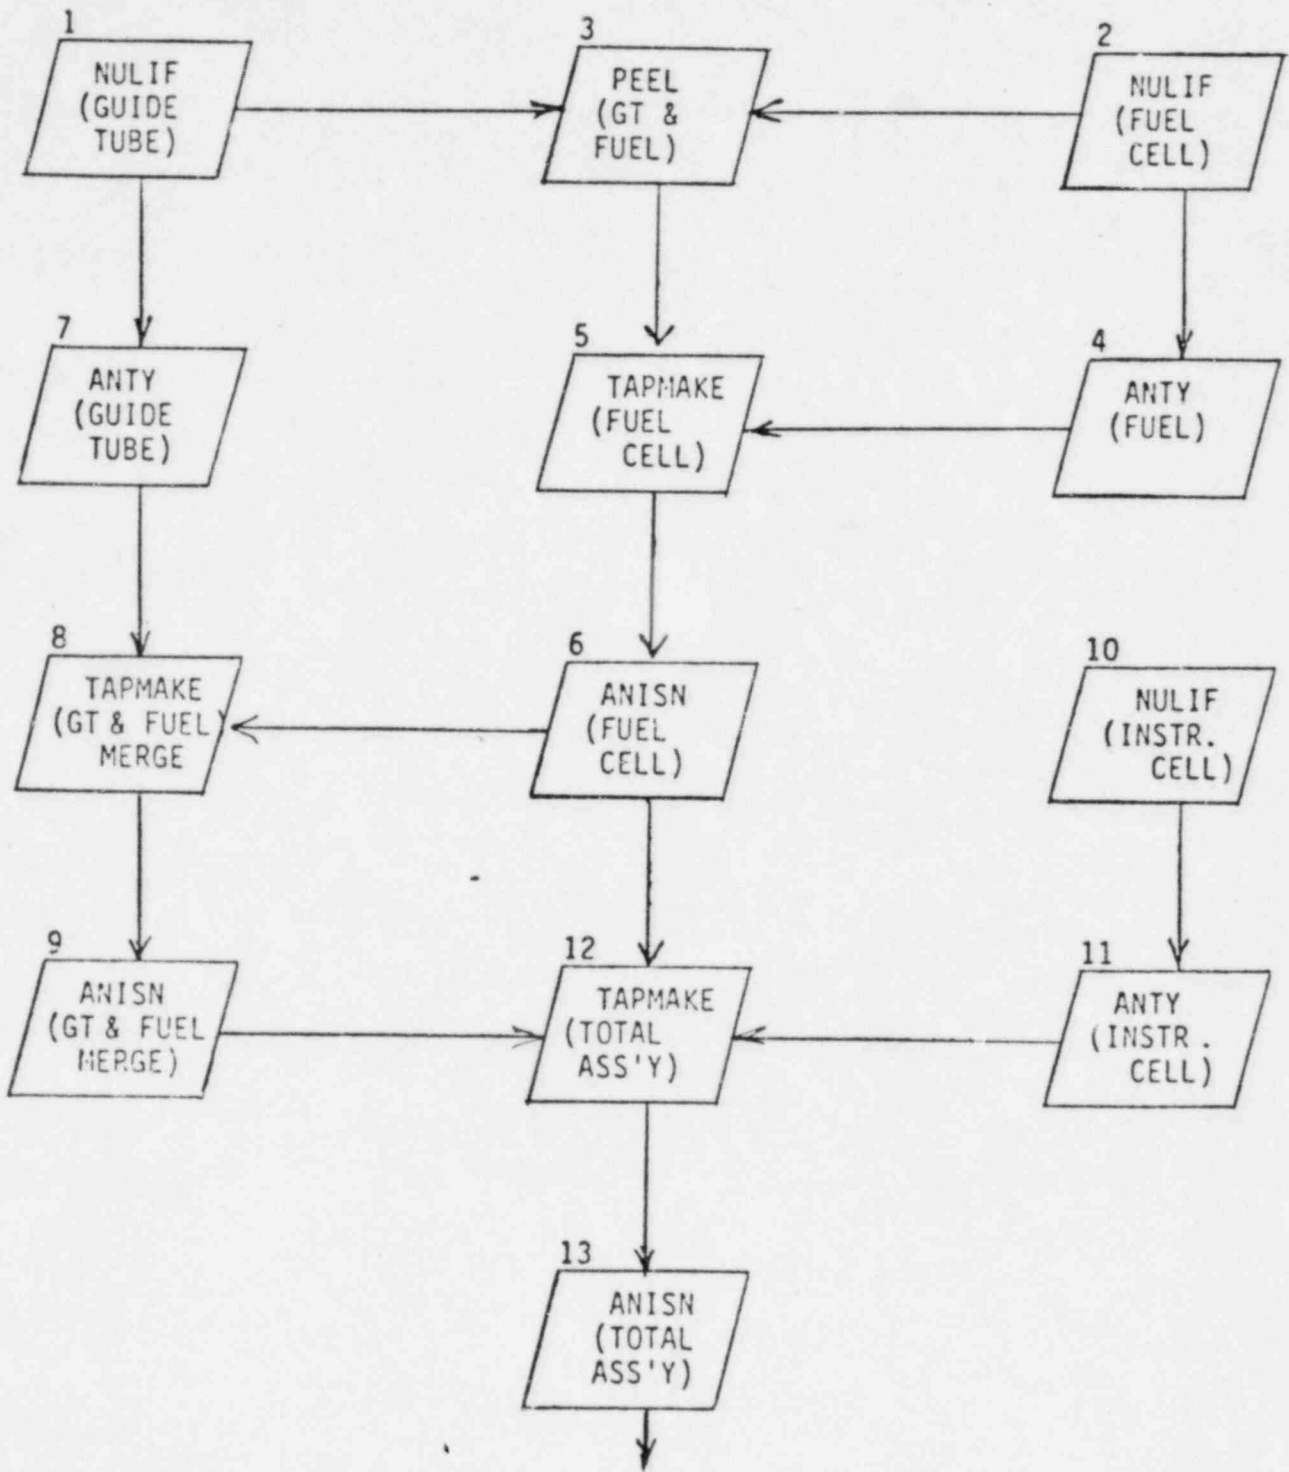 1
NULIF
(GUIDE
TUBE)
3
PEEL
(GT &
FUEL)
2
NULIF
(FUEL
CELL)
7
ANTY
(GUIDE
TUBE)
5
TAPMAKE
(FUEL
CELL)
4
ANTY
(FUEL)
8
TAPMAKE
(GT & FUEL)
MERGE
6
ANISN
(FUEL
CELL)
10
NULIF
(INSTR.
CELL)
9
ANISN
(GT & FUEL
MERGE)
12
TAPMAKE
(TOTAL
ASS'Y)
11
ANTY
(INSTR.
CELL)
13
ANISN
(TOTAL
ASS'Y)